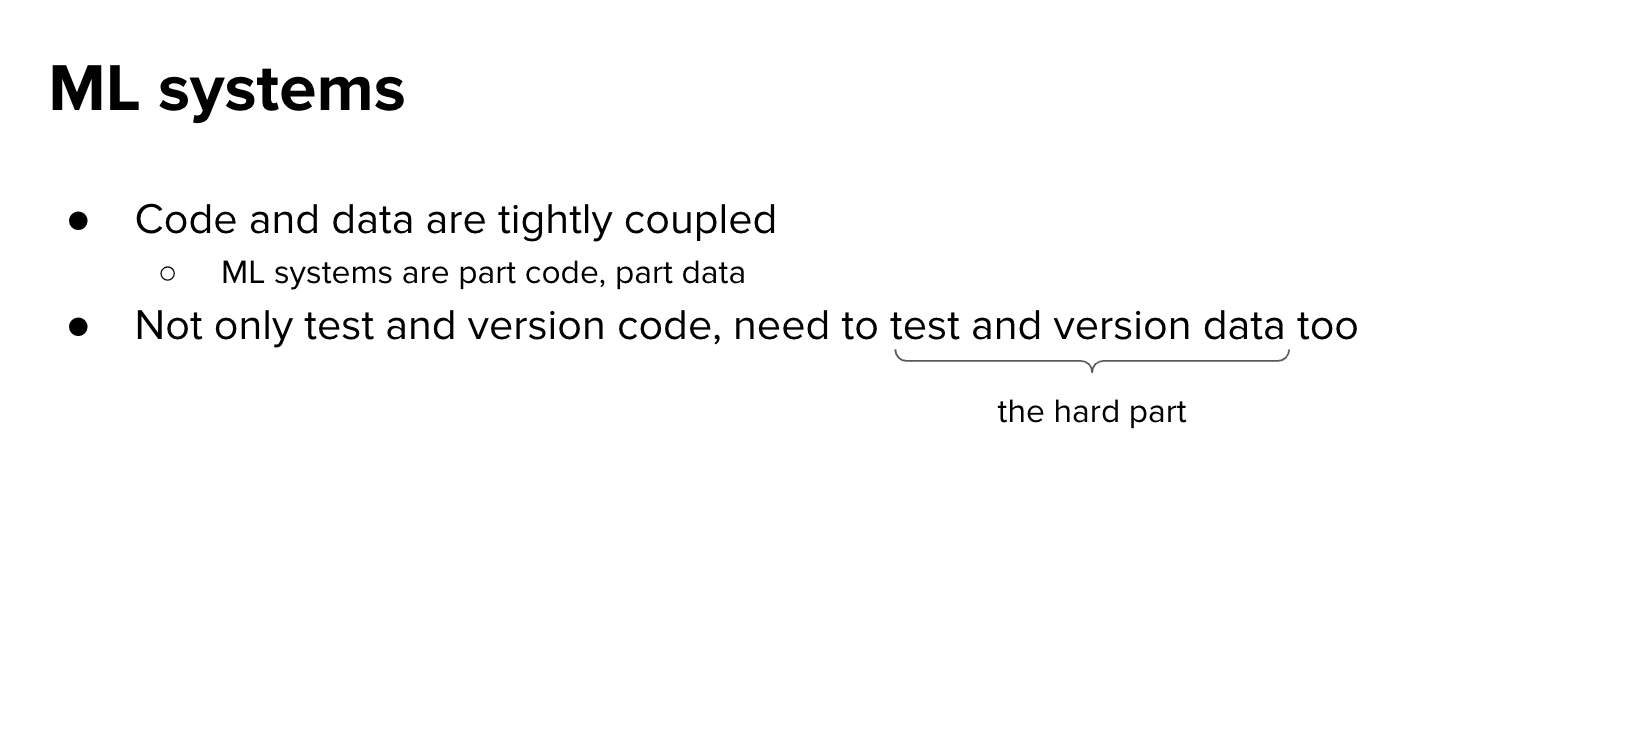 ML systems
● Code and data are tightly coupled
○ ML systems are part code, part data
● Not only test and version code, need to test and version data too
the hard part